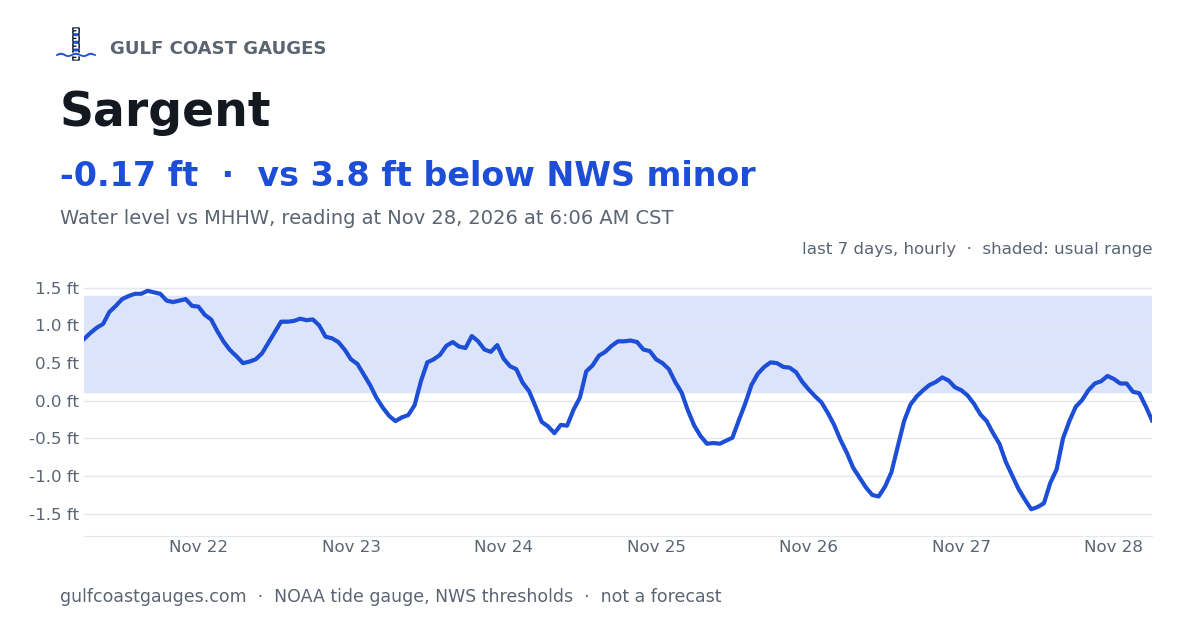 GULF COAST GAUGES
Sargent
-0.17 ft · vs 3.8 ft below NWS minor
Water level vs MHHW, reading at Nov 28, 2026 at 6:06 AM CST
last 7 days, hourly · shaded: usual range
1.5 ft
1.0 ft
0.5 ft
0.0 ft
-0.5 ft
-1.0 ft
-1.5 ft
Nov 22 Nov 23 Nov 24 Nov 25 Nov 26 Nov 27 Nov 28
gulfcoastgauges.com · NOAA tide gauge, NWS thresholds · not a forecast